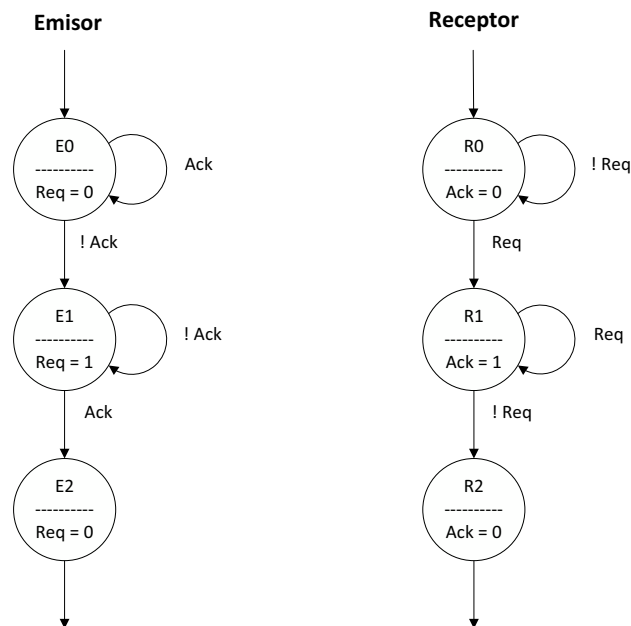 Emisor
E0
----------
Req = 0
Ack
! Ack
E1
----------
Req = 1
! Ack
Ack
E2
----------
Req = 0
Receptor
R0
----------
Ack = 0
! Req
Req
R1
----------
Ack = 1
Req
! Req
R2
----------
Ack = 0